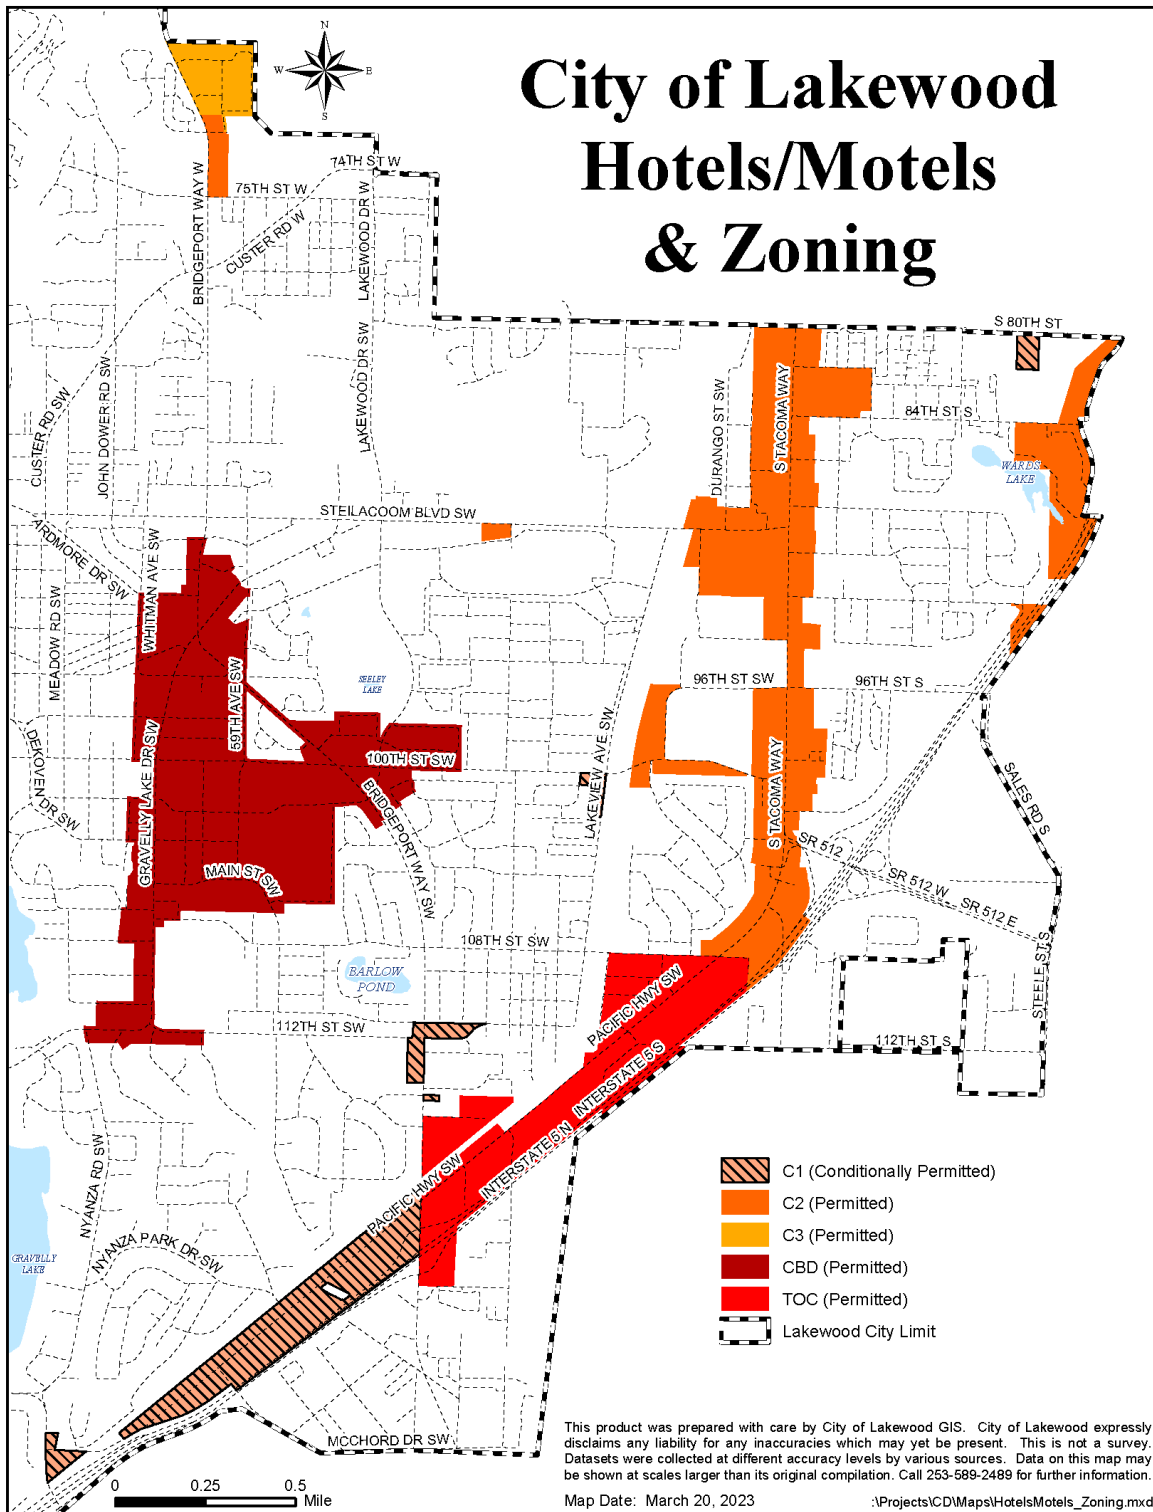 City of Lakewood
Hotels/Motels
& Zoning
N
W
E
S
74TH ST W
75TH ST W
BRIDGEPORT WAY W
CUSTER RD W
LAKEWOOD DR W
S 80TH ST
LAKEWOOD DR SW
JOHN DOWER RD SW
CUSTER RD SW
DURANGO ST SW
S TACOMA WAY
84TH ST S
WARDS
LAKE
STEILACOOM BLVD SW
ARDMORE DR SW
WHITMAN AVE SW
MEADOW RD SW
59TH AVE SW
SEELEY
LAKE
96TH ST SW
96TH ST S
DEKOVEN DR SW
GRAVELLY LAKE DR SW
100TH ST SW
LAKEVIEW AVE SW
S TACOMA WAY
SALES RD S
BRIDGEPORT WAY SW
MAIN ST SW
SR 512
SR 512 W
SR 512 E
108TH ST SW
BARLOW
POND
STEELE ST S
PACIFIC HWY SW
112TH ST SW
112TH ST S
INTERSTATE 5 S
INTERSTATE 5 N
PACIFIC HWY SW
NYANZA RD SW
NYANZA PARK DR SW
GRAVELLY
LAKE
MCCHORD DR SW
C1 (Conditionally Permitted)
C2 (Permitted)
C3 (Permitted)
CBD (Permitted)
TOC (Permitted)
Lakewood City Limit
This product was prepared with care by City of Lakewood GIS. City of Lakewood expressly
disclaims any liability for any inaccuracies which may yet be present. This is not a survey.
Datasets were collected at different accuracy levels by various sources. Data on this map may
be shown at scales larger than its original compilation. Call 253-589-2489 for further information.
0 0.25 0.5
Mile
Map Date: March 20, 2023
:\Projects\CD\Maps\HotelsMotels_Zoning.mxd